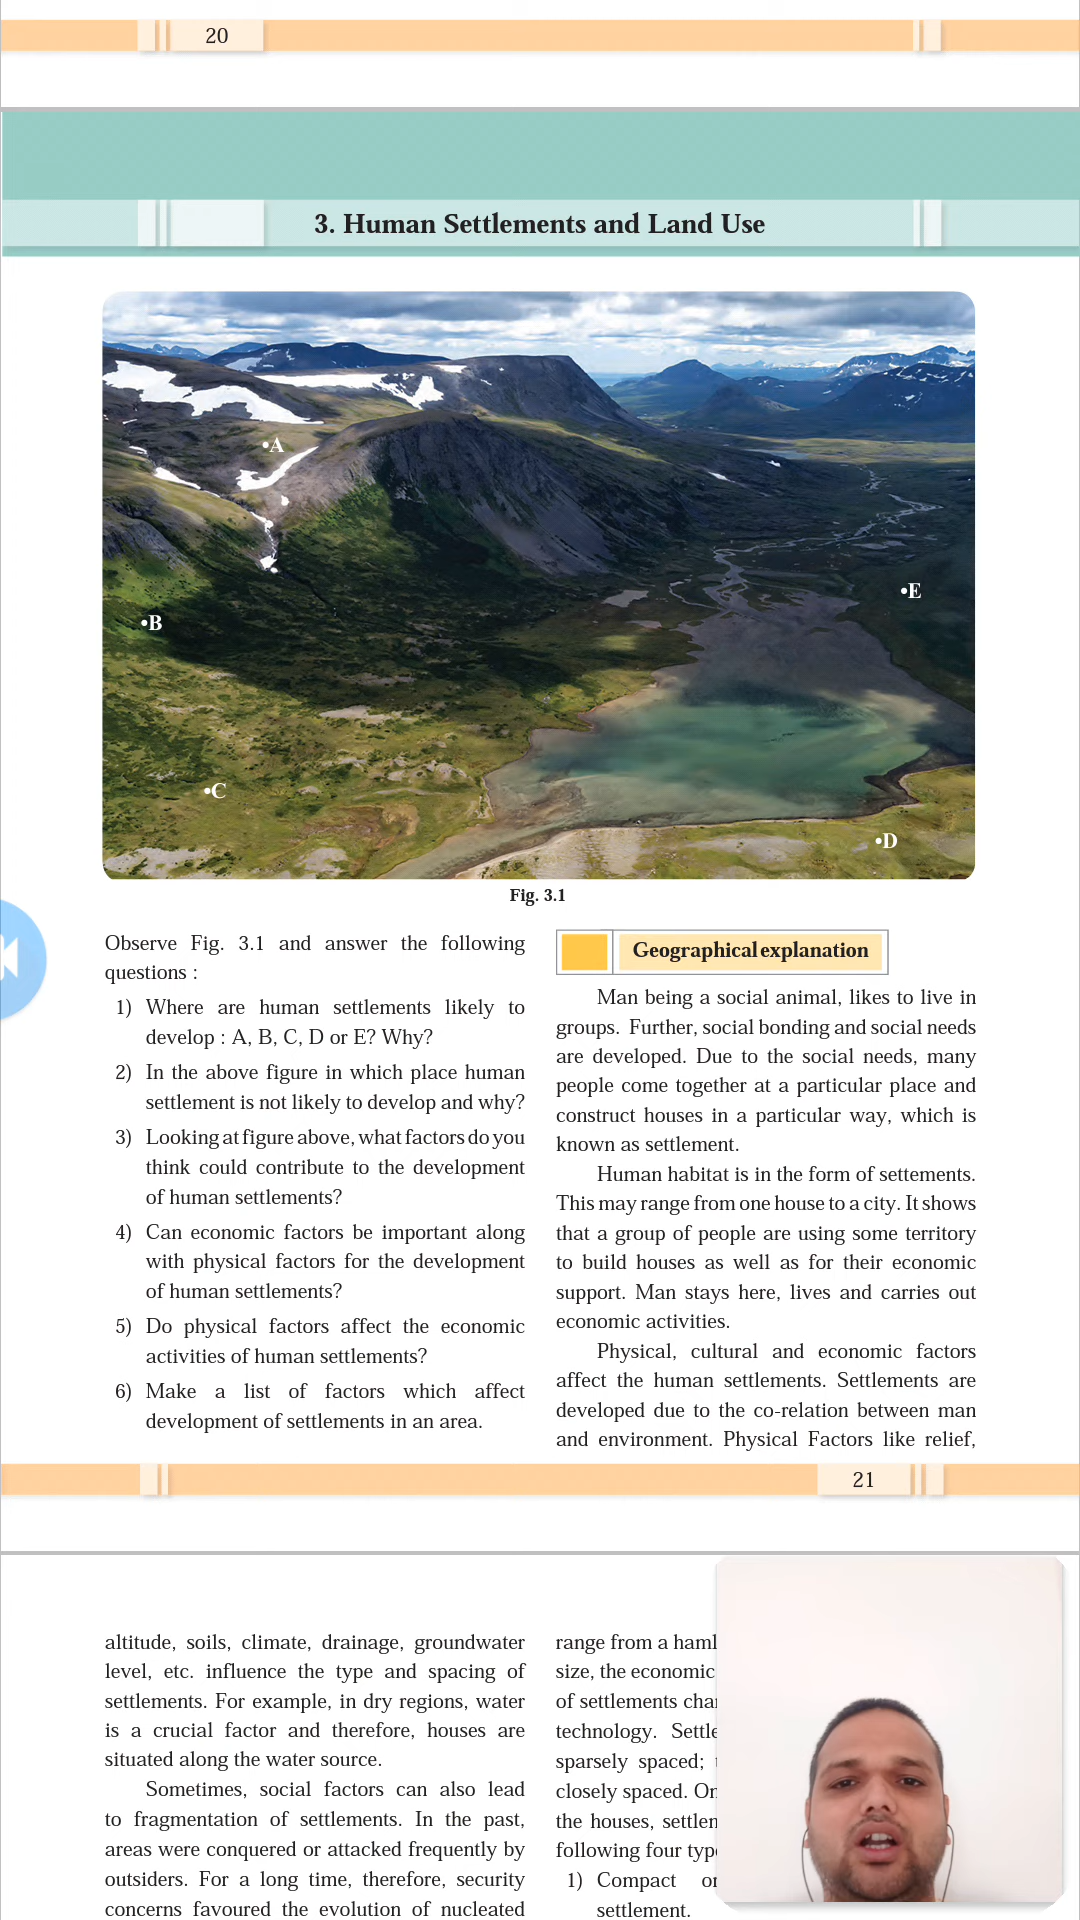 20
3. Human Settlements and Land Use
•A
•B
•E
•C
•D
Fig. 3.1
Observe Fig. 3.1 and answer the following
questions :
1) Where are human settlements likely to
develop : A, B, C, D or E? Why?
2) In the above figure in which place human
settlement is not likely to develop and why?
3) Looking at figure above, what factors do you
think could contribute to the development
of human settlements?
4) Can economic factors be important along
with physical factors for the development
of human settlements?
5) Do physical factors affect the economic
activities of human settlements?
6) Make a list of factors which affect
development of settlements in an area.
Geographical explanation
Man being a social animal, likes to live in
groups. Further, social bonding and social needs
are developed. Due to the social needs, many
people come together at a particular place and
construct houses in a particular way, which is
known as settlement.
Human habitat is in the form of settements.
This may range from one house to a city. It shows
that a group of people are using some territory
to build houses as well as for their economic
support. Man stays here, lives and carries out
economic activities.
Physical, cultural and economic factors
affect the human settlements. Settlements are
developed due to the co-relation between man
and environment. Physical Factors like relief,
21
altitude, soils, climate, drainage, groundwater
level, etc. influence the type and spacing of
settlements. For example, in dry regions, water
is a crucial factor and therefore, houses are
situated along the water source.
Sometimes, social factors can also lead
to fragmentation of settlements. In the past,
areas were conquered or attacked frequently by
outsiders. For a long time, therefore, security
concerns favoured the evolution of nucleated
range from a
size, the economic
of settlements
technology.
sparsely spaced;
closely spaced.
the houses,
following four
1) Compact or
settlement.